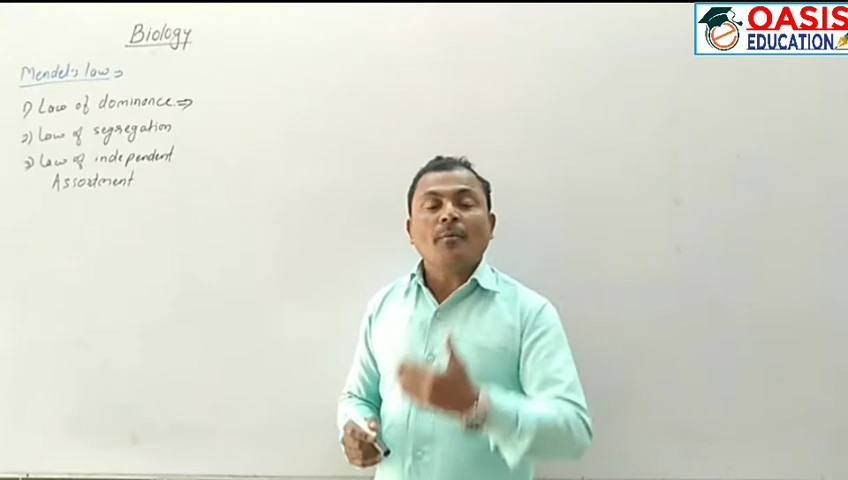 Biology
Mendel's law ⇒
1) Law of dominance. ⇒
2) Law of segregation
3) Law of independent
Assortment
OASIS
EDUCATION